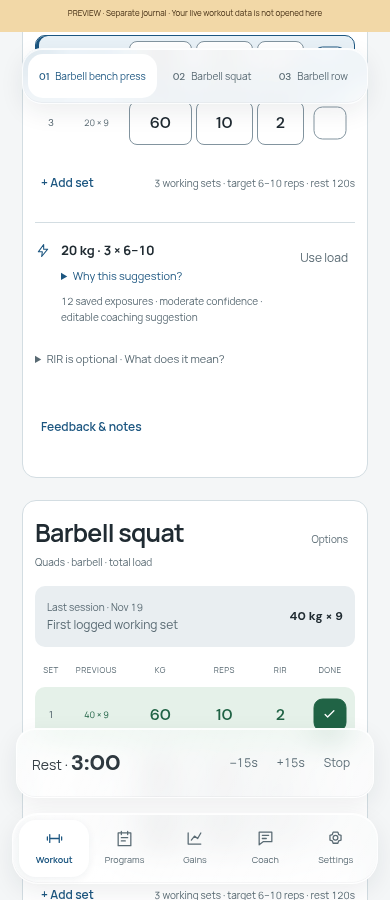 PREVIEW · Separate journal · Your live workout data is not opened here
01 Barbell bench press 02 Barbell squat 03 Barbell row
3 20 × 9 60 10 2
+ Add set 3 working sets · target 6–10 reps · rest 120s
20 kg · 3 × 6–10
Use load
▶ Why this suggestion?
12 saved exposures · moderate confidence ·
editable coaching suggestion
▶ RIR is optional · What does it mean?
Feedback & notes
Barbell squat
Options
Quads · barbell · total load
Last session · Nov 19
First logged working set
40 kg × 9
SET PREVIOUS KG REPS RIR DONE
1 40 × 9 60 10 2
Rest · 3:00 −15s +15s Stop
Workout Programs Gains Coach Settings
+ Add set 3 working sets · target 6–10 reps · rest 120s